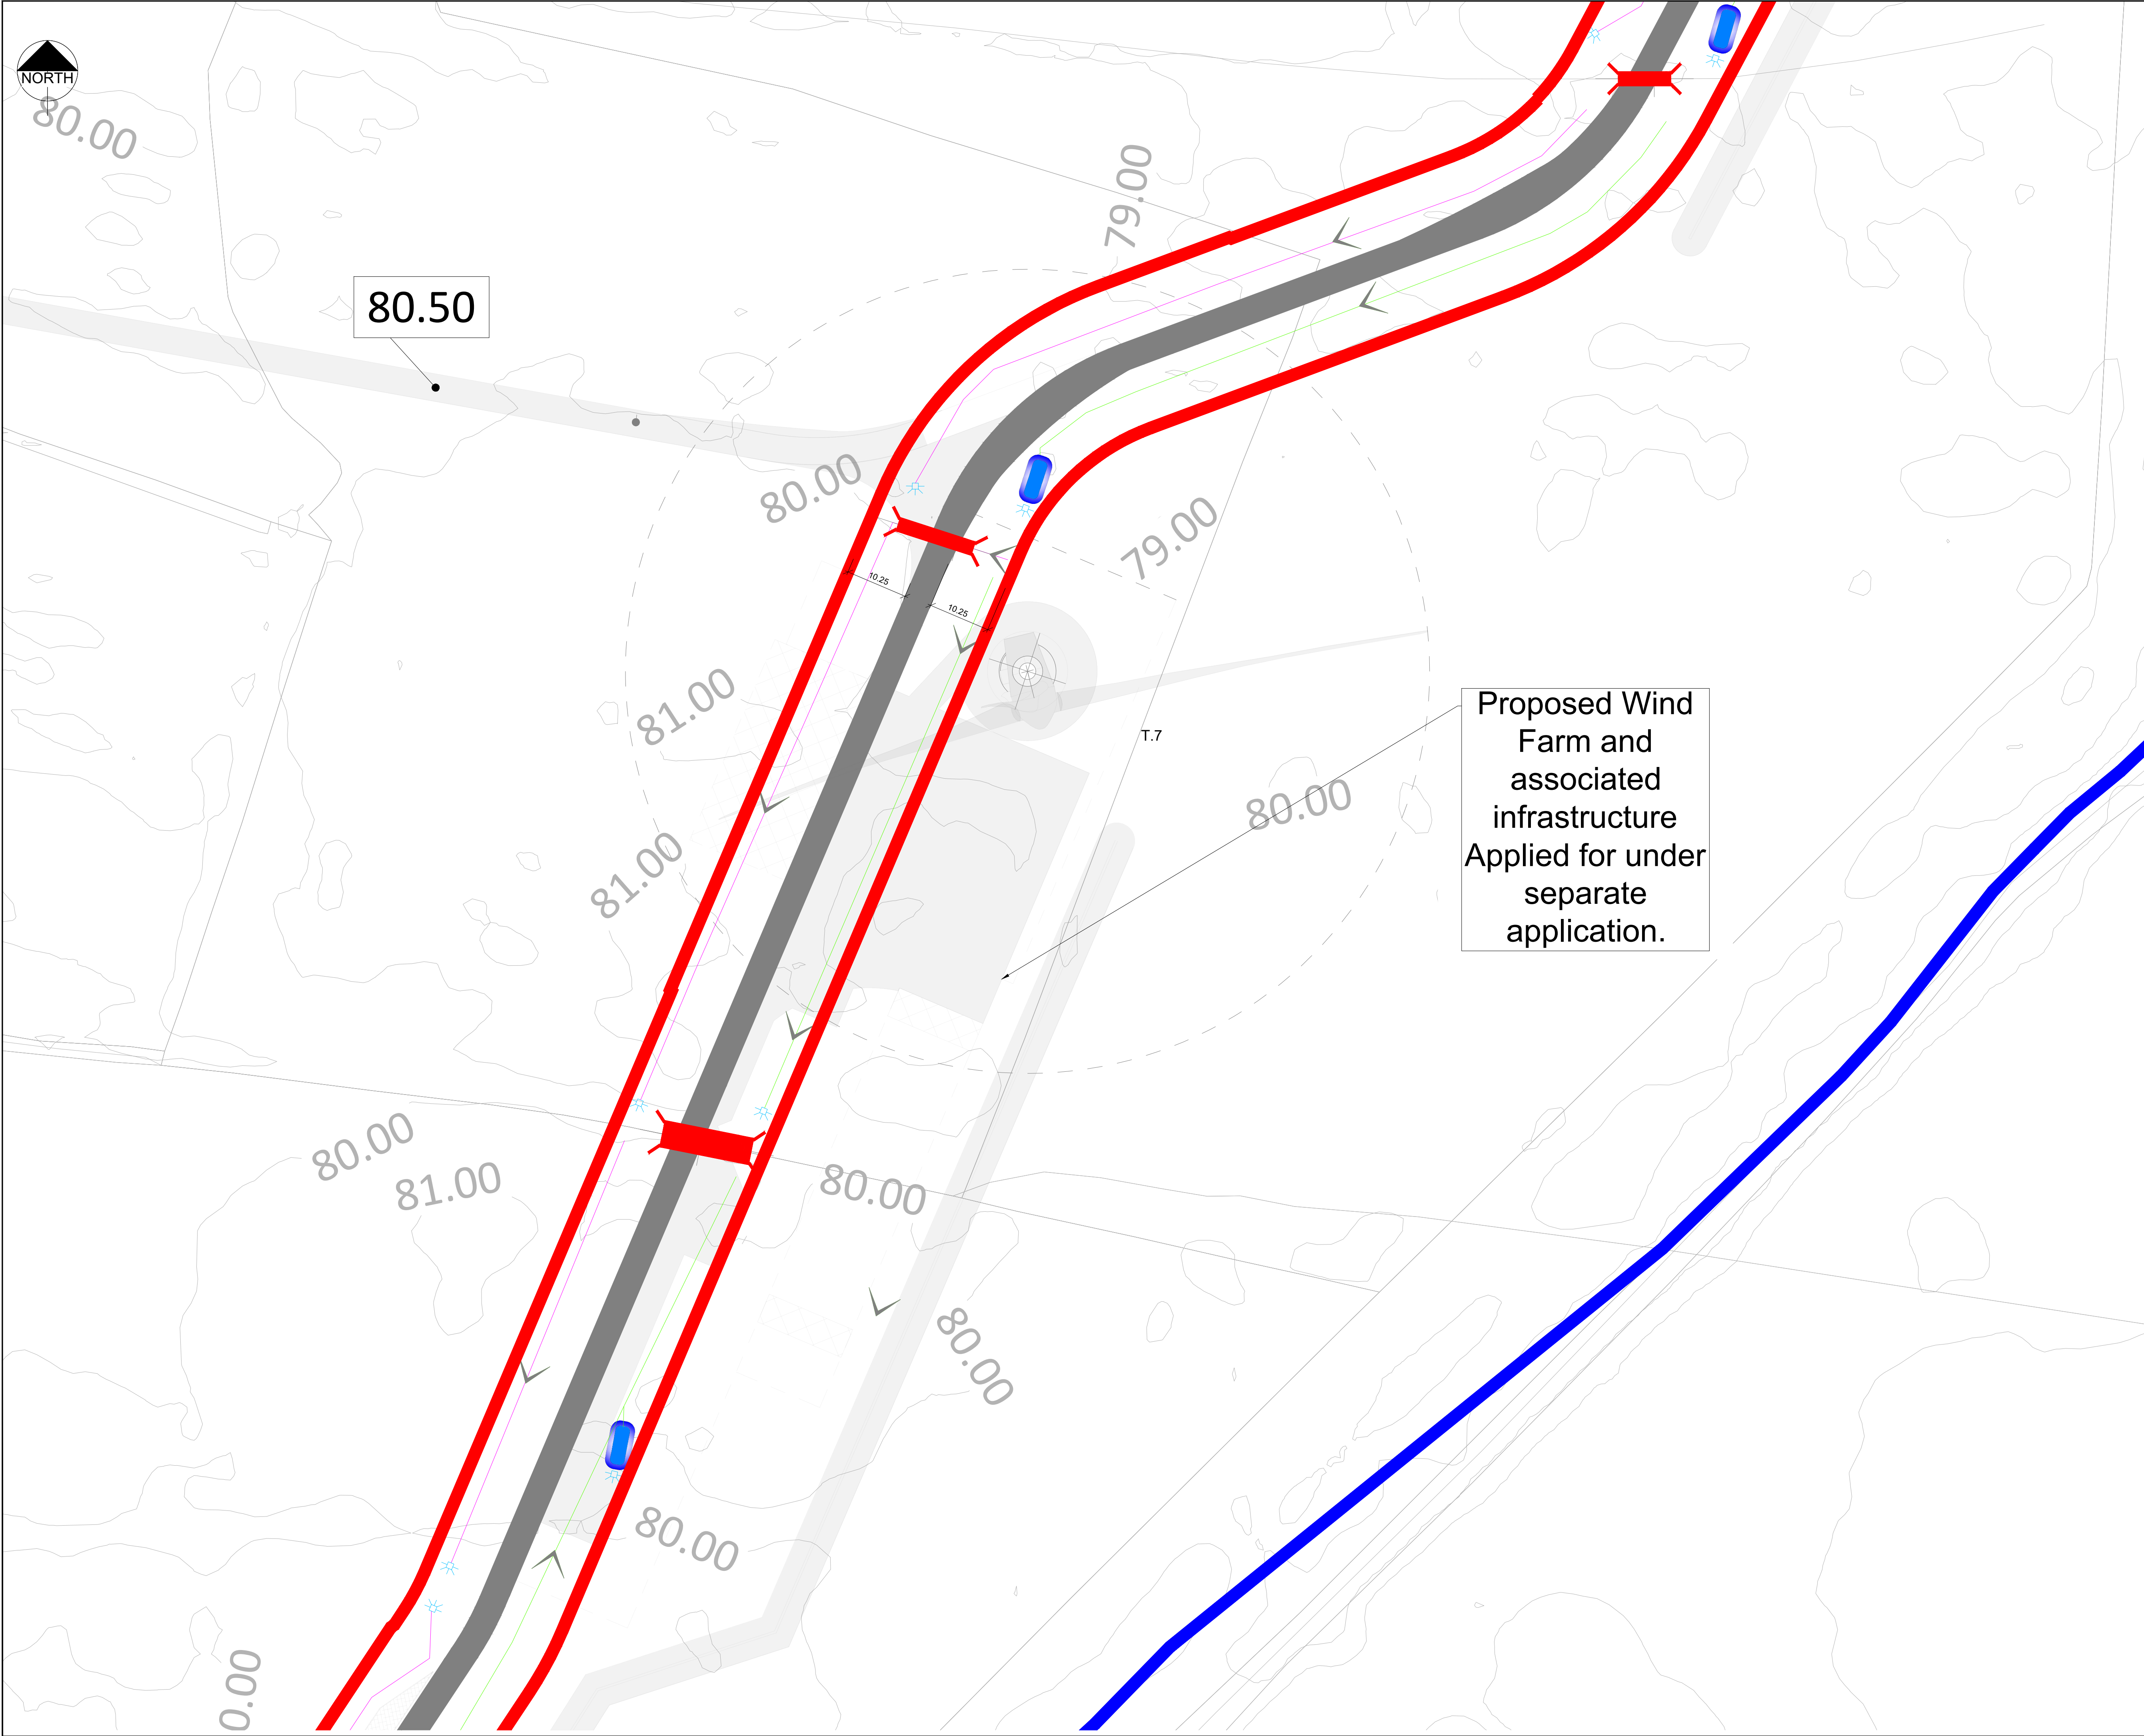 NORTH
80.00
79.00
80.50
80.00
79.00
10.25
10.25
81.00
T.7
Proposed Wind
Farm and
associated
infrastructure
Applied for under
separate
application.
80.00
81.00
80.00
81.00
80.00
80.00
80.00
0.00